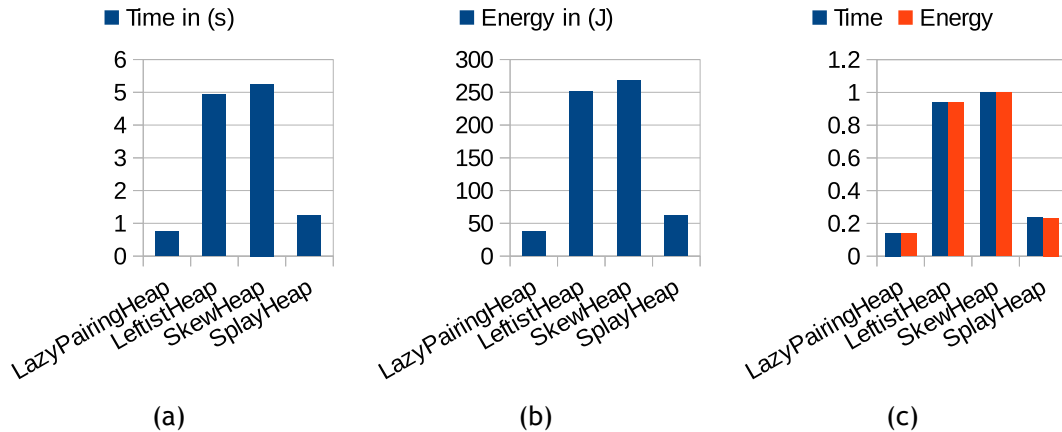 Time in (s)
6
5
4
3
2
1
0
LazyPairingHeap
LeftistHeap
SkewHeap
SplayHeap
(a)
Energy in (J)
300
250
200
150
100
50
0
LazyPairingHeap
LeftistHeap
SkewHeap
SplayHeap
(b)
Time Energy
1.2
1
0.8
0.6
0.4
0.2
0
LazyPairingHeap
LeftistHeap
SkewHeap
SplayHeap
(c)